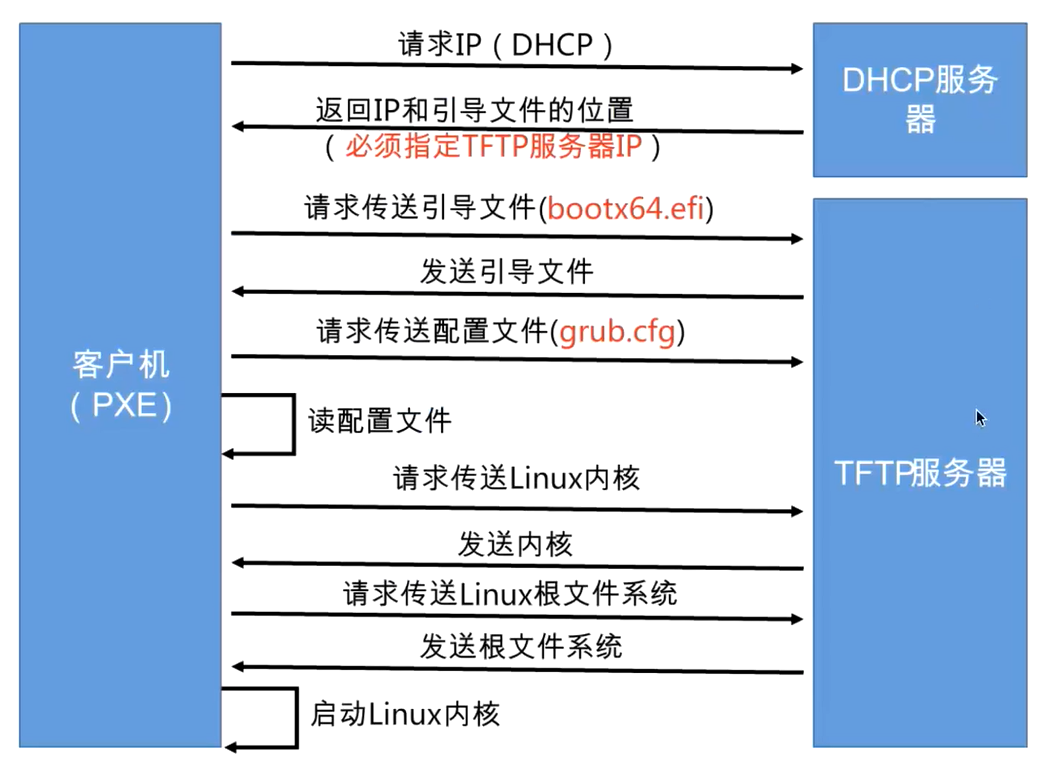 请求IP（DHCP）
DHCP服务
器
返回IP和引导文件的位置
（必须指定TFTP服务器IP）
请求传送引导文件(bootx64.efi)
发送引导文件
请求传送配置文件(grub.cfg)
客户机
（PXE）
读配置文件
TFTP服务器
请求传送Linux内核
发送内核
请求传送Linux根文件系统
发送根文件系统
启动Linux内核